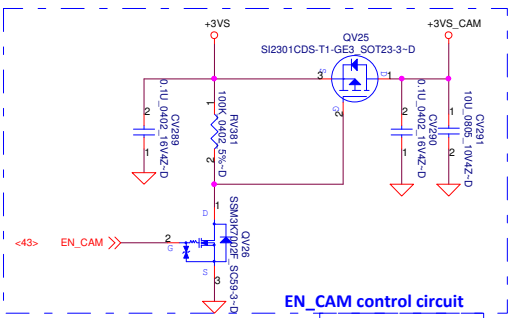 +3VS
+3VS_CAM
QV25
SI2301CDS-T1-GE3_SOT23-3~D
S
3
D
1
G
2
0.1U_0402_16V4Z~D
CV289
2
1
100K_0402_5%~D
RV381
1
2
0.1U_0402_16V4Z~D
CV290
2
1
10U_0805_10V4Z~D
CV291
1
2
D
1
SSM3K7002F_SC59-3~D
QV26
<43>
EN_CAM
2
G
S
3
EN_CAM control circuit